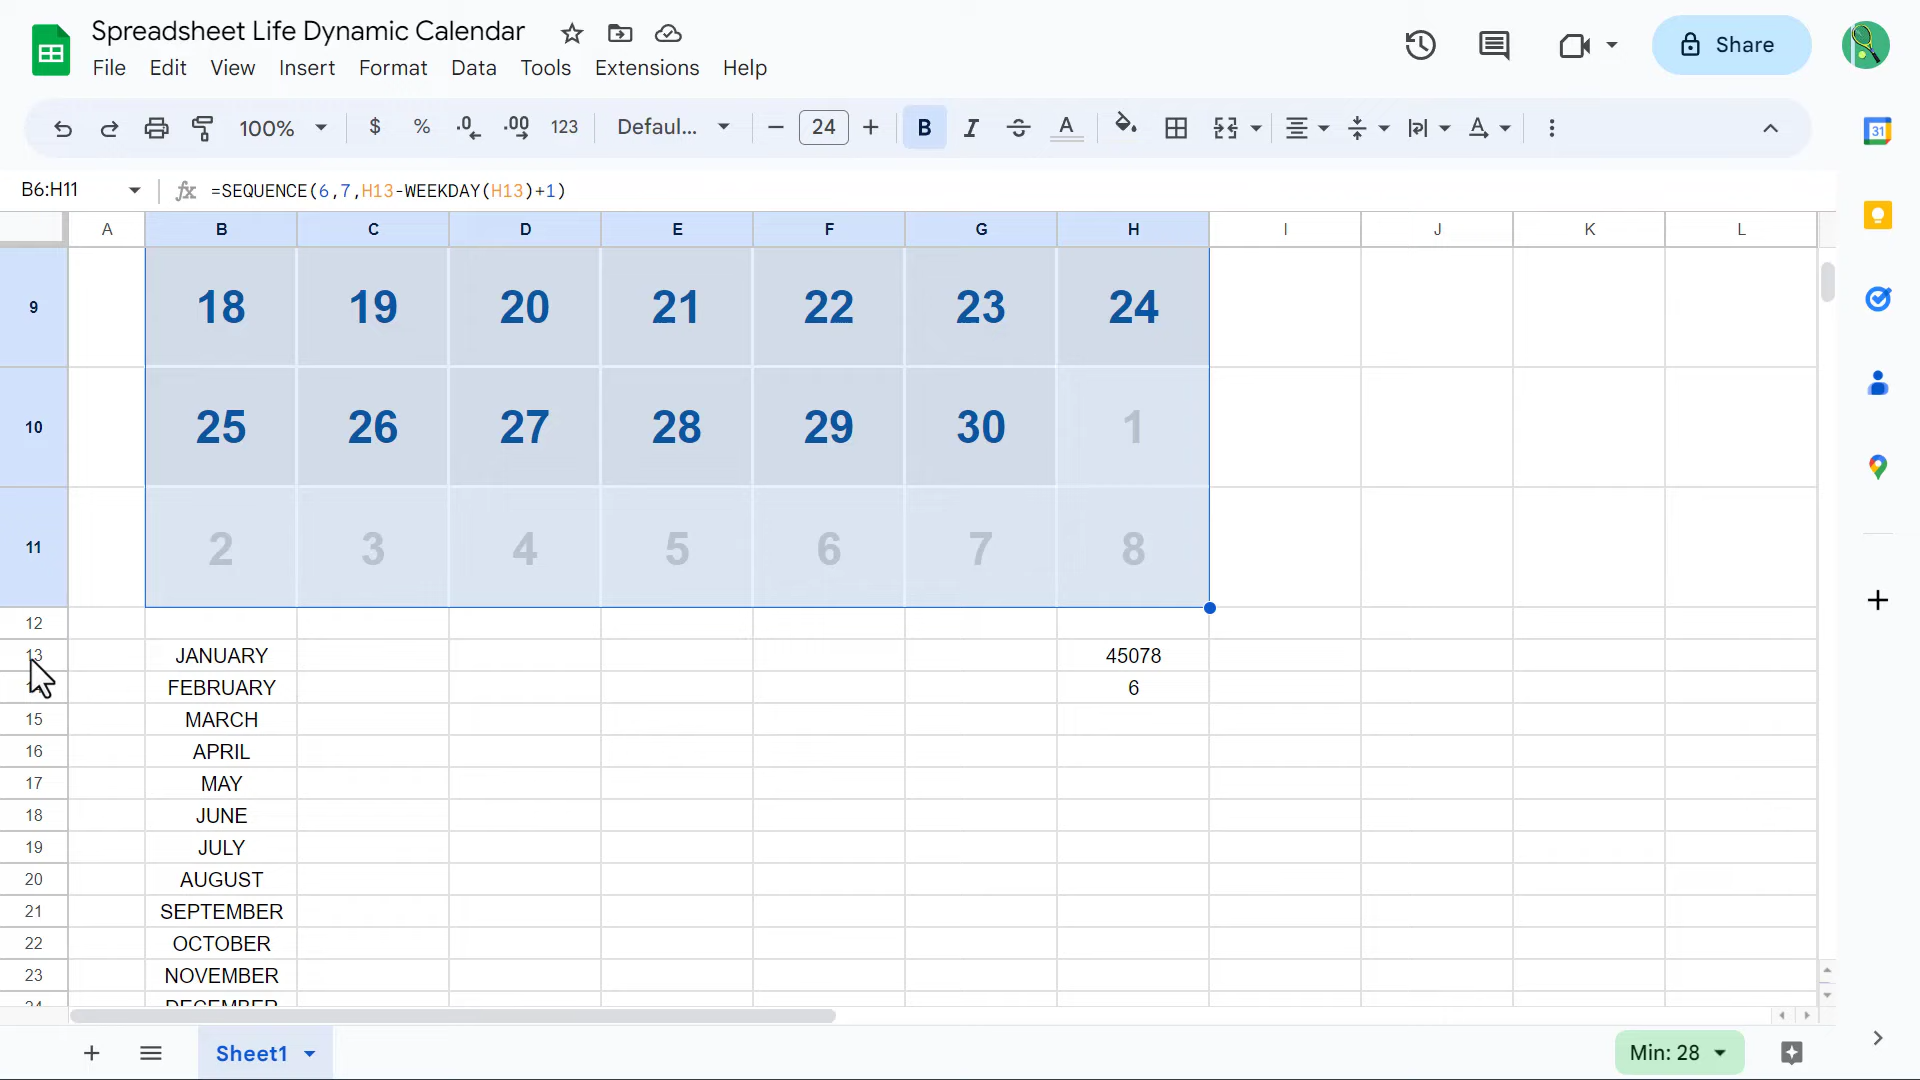 Spreadsheet Life Dynamic Calendar
File Edit View Insert Format Data Tools Extensions Help
Share
100% $ % .0 .00 123 Defaul... 24 B I A
31
B6:H11 fx =SEQUENCE(6,7,H13-WEEKDAY(H13)+1)
A B C D E F G H I J K L
9 18 19 20 21 22 23 24
10 25 26 27 28 29 30 1
11 2 3 4 5 6 7 8
12
13 JANUARY 45078
FEBRUARY 6
15 MARCH
16 APRIL
17 MAY
18 JUNE
19 JULY
20 AUGUST
21 SEPTEMBER
22 OCTOBER
23 NOVEMBER
24 DECEMBER
Sheet1 Min: 28